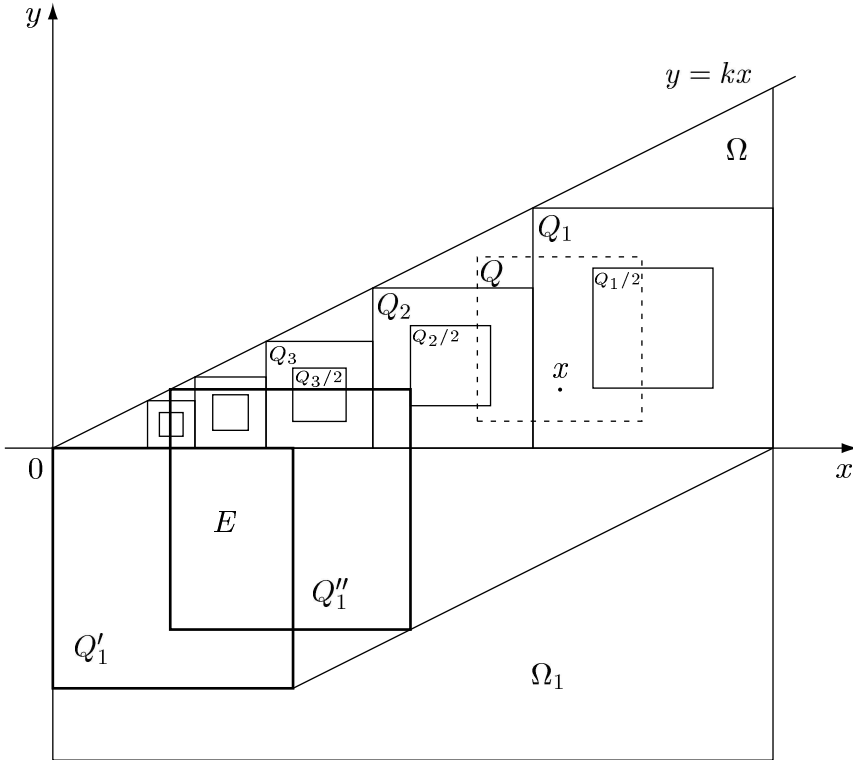 y
y = kx
Ω
Q₁
Q
Q₁/2
Q₂
Q₂/2
Q₃
Q₃/2
x
0
x
E
Q₁″
Q₁′
Ω₁